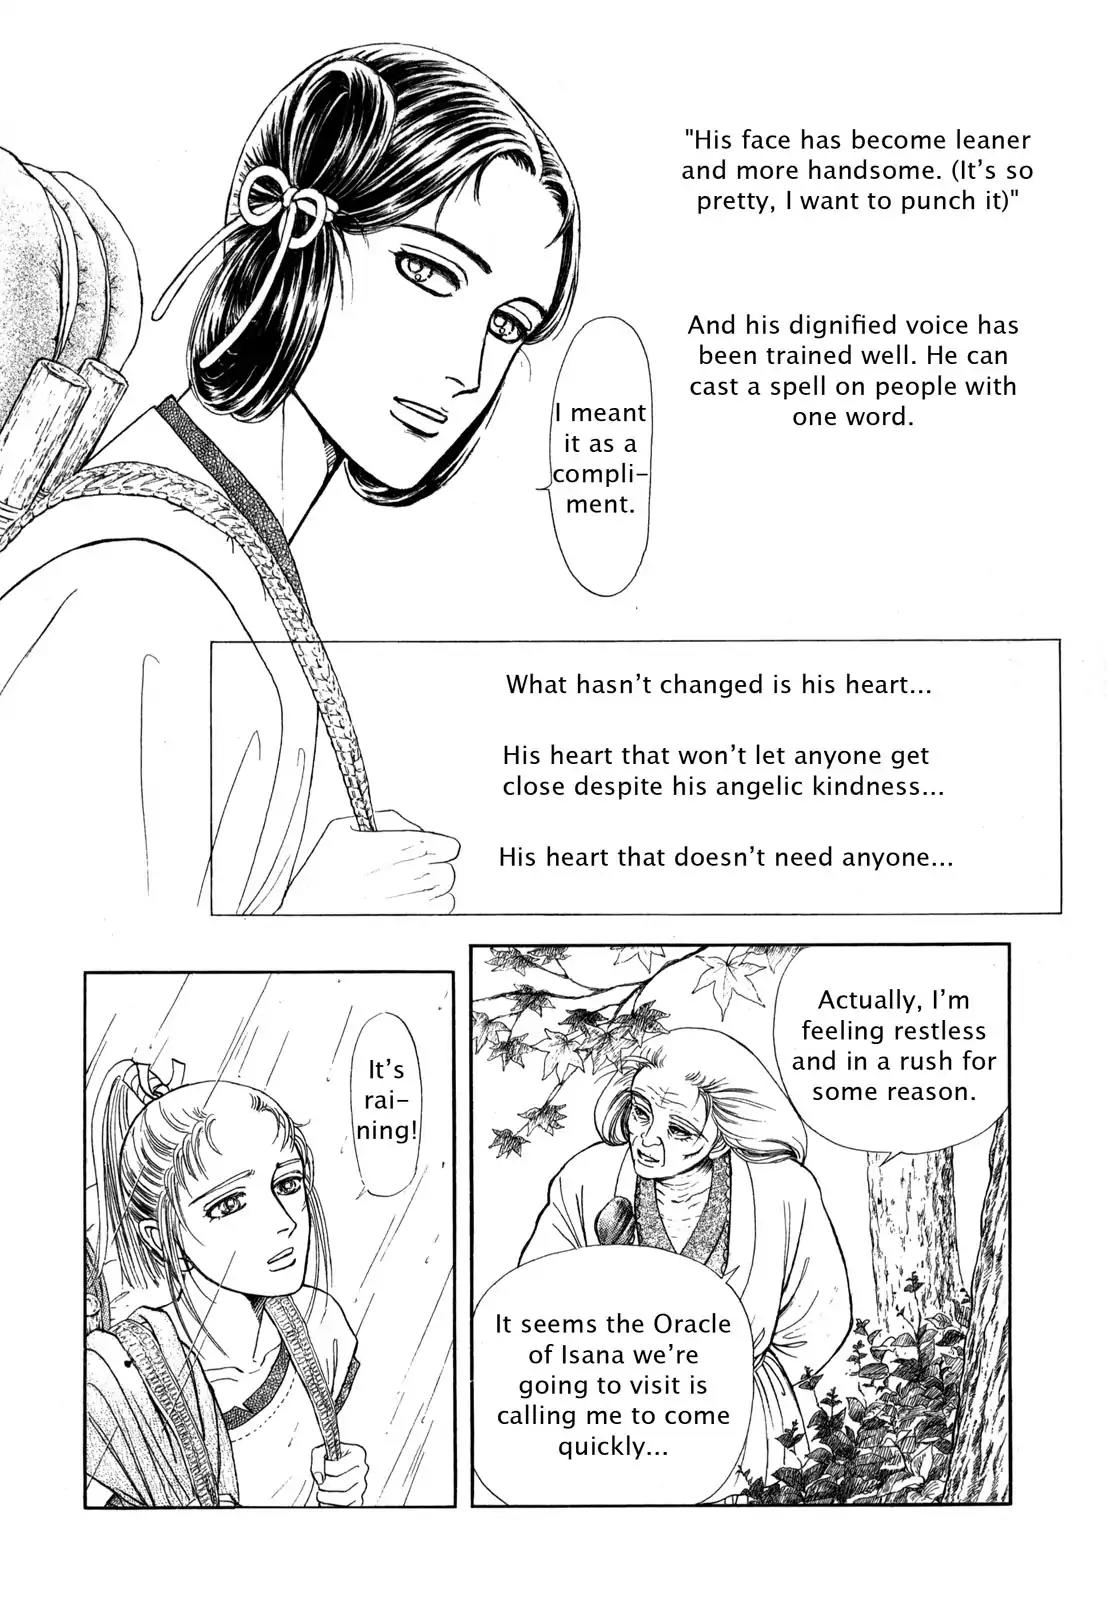 "His face has become leaner
and more handsome. (It's so
pretty, I want to punch it)"
And his dignified voice has
been trained well. He can
cast a spell on people with
one word.
I meant
it as a
compli-
ment.
What hasn't changed is his heart...
His heart that won't let anyone get
close despite his angelic kindness...
His heart that doesn't need anyone...
Actually, I'm
feeling restless
and in a rush for
some reason.
It seems the Oracle
of Isana we're
going to visit is
calling me to come
quickly...
It's
rai-
ning!